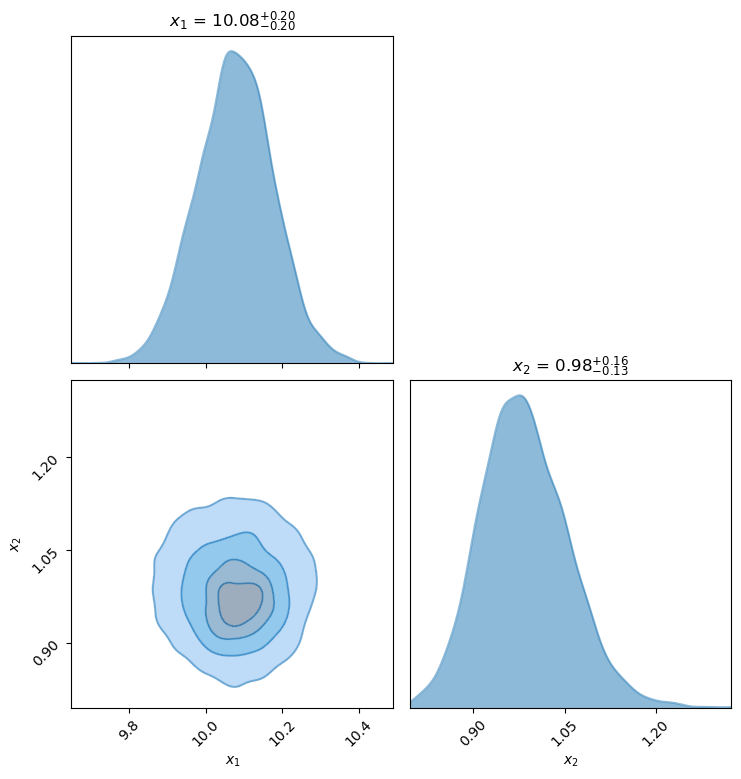 x₁ = 10.08⁺⁰·²⁰₋₀.₂₀
x₂ = 0.98⁺⁰·¹⁶₋₀.₁₃
x₂
1.20
1.05
0.90
9.8
10.0
10.2
10.4
x₁
0.90
1.05
1.20
x₂